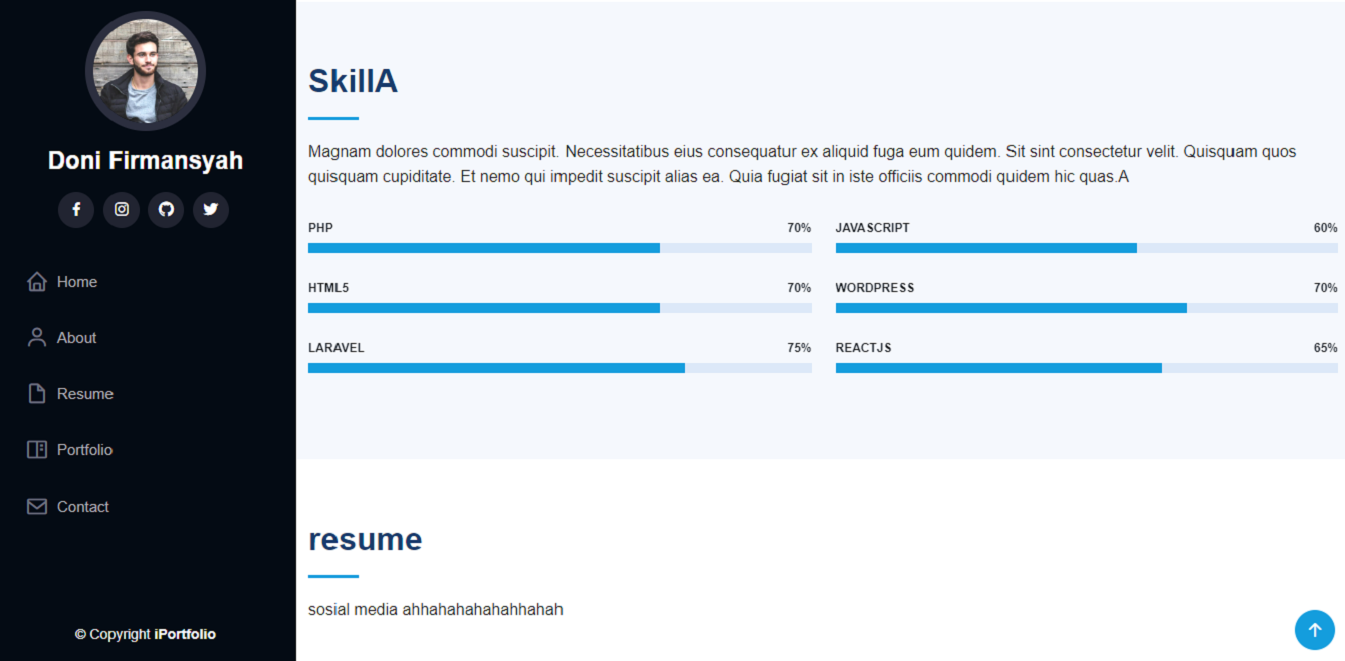 Doni Firmansyah
Home
About
Resume
Portfolio
Contact
© Copyright iPortfolio
SkillA
Magnam dolores commodi suscipit. Necessitatibus eius consequatur ex aliquid fuga eum quidem. Sit sint consectetur velit. Quisquam quos
quisquam cupiditate. Et nemo qui impedit suscipit alias ea. Quia fugiat sit in iste officiis commodi quidem hic quas.A
PHP 70%
JAVASCRIPT 60%
HTML5 70%
WORDPRESS 70%
LARAVEL 75%
REACTJS 65%
resume
sosial media ahhahahahahahhahah